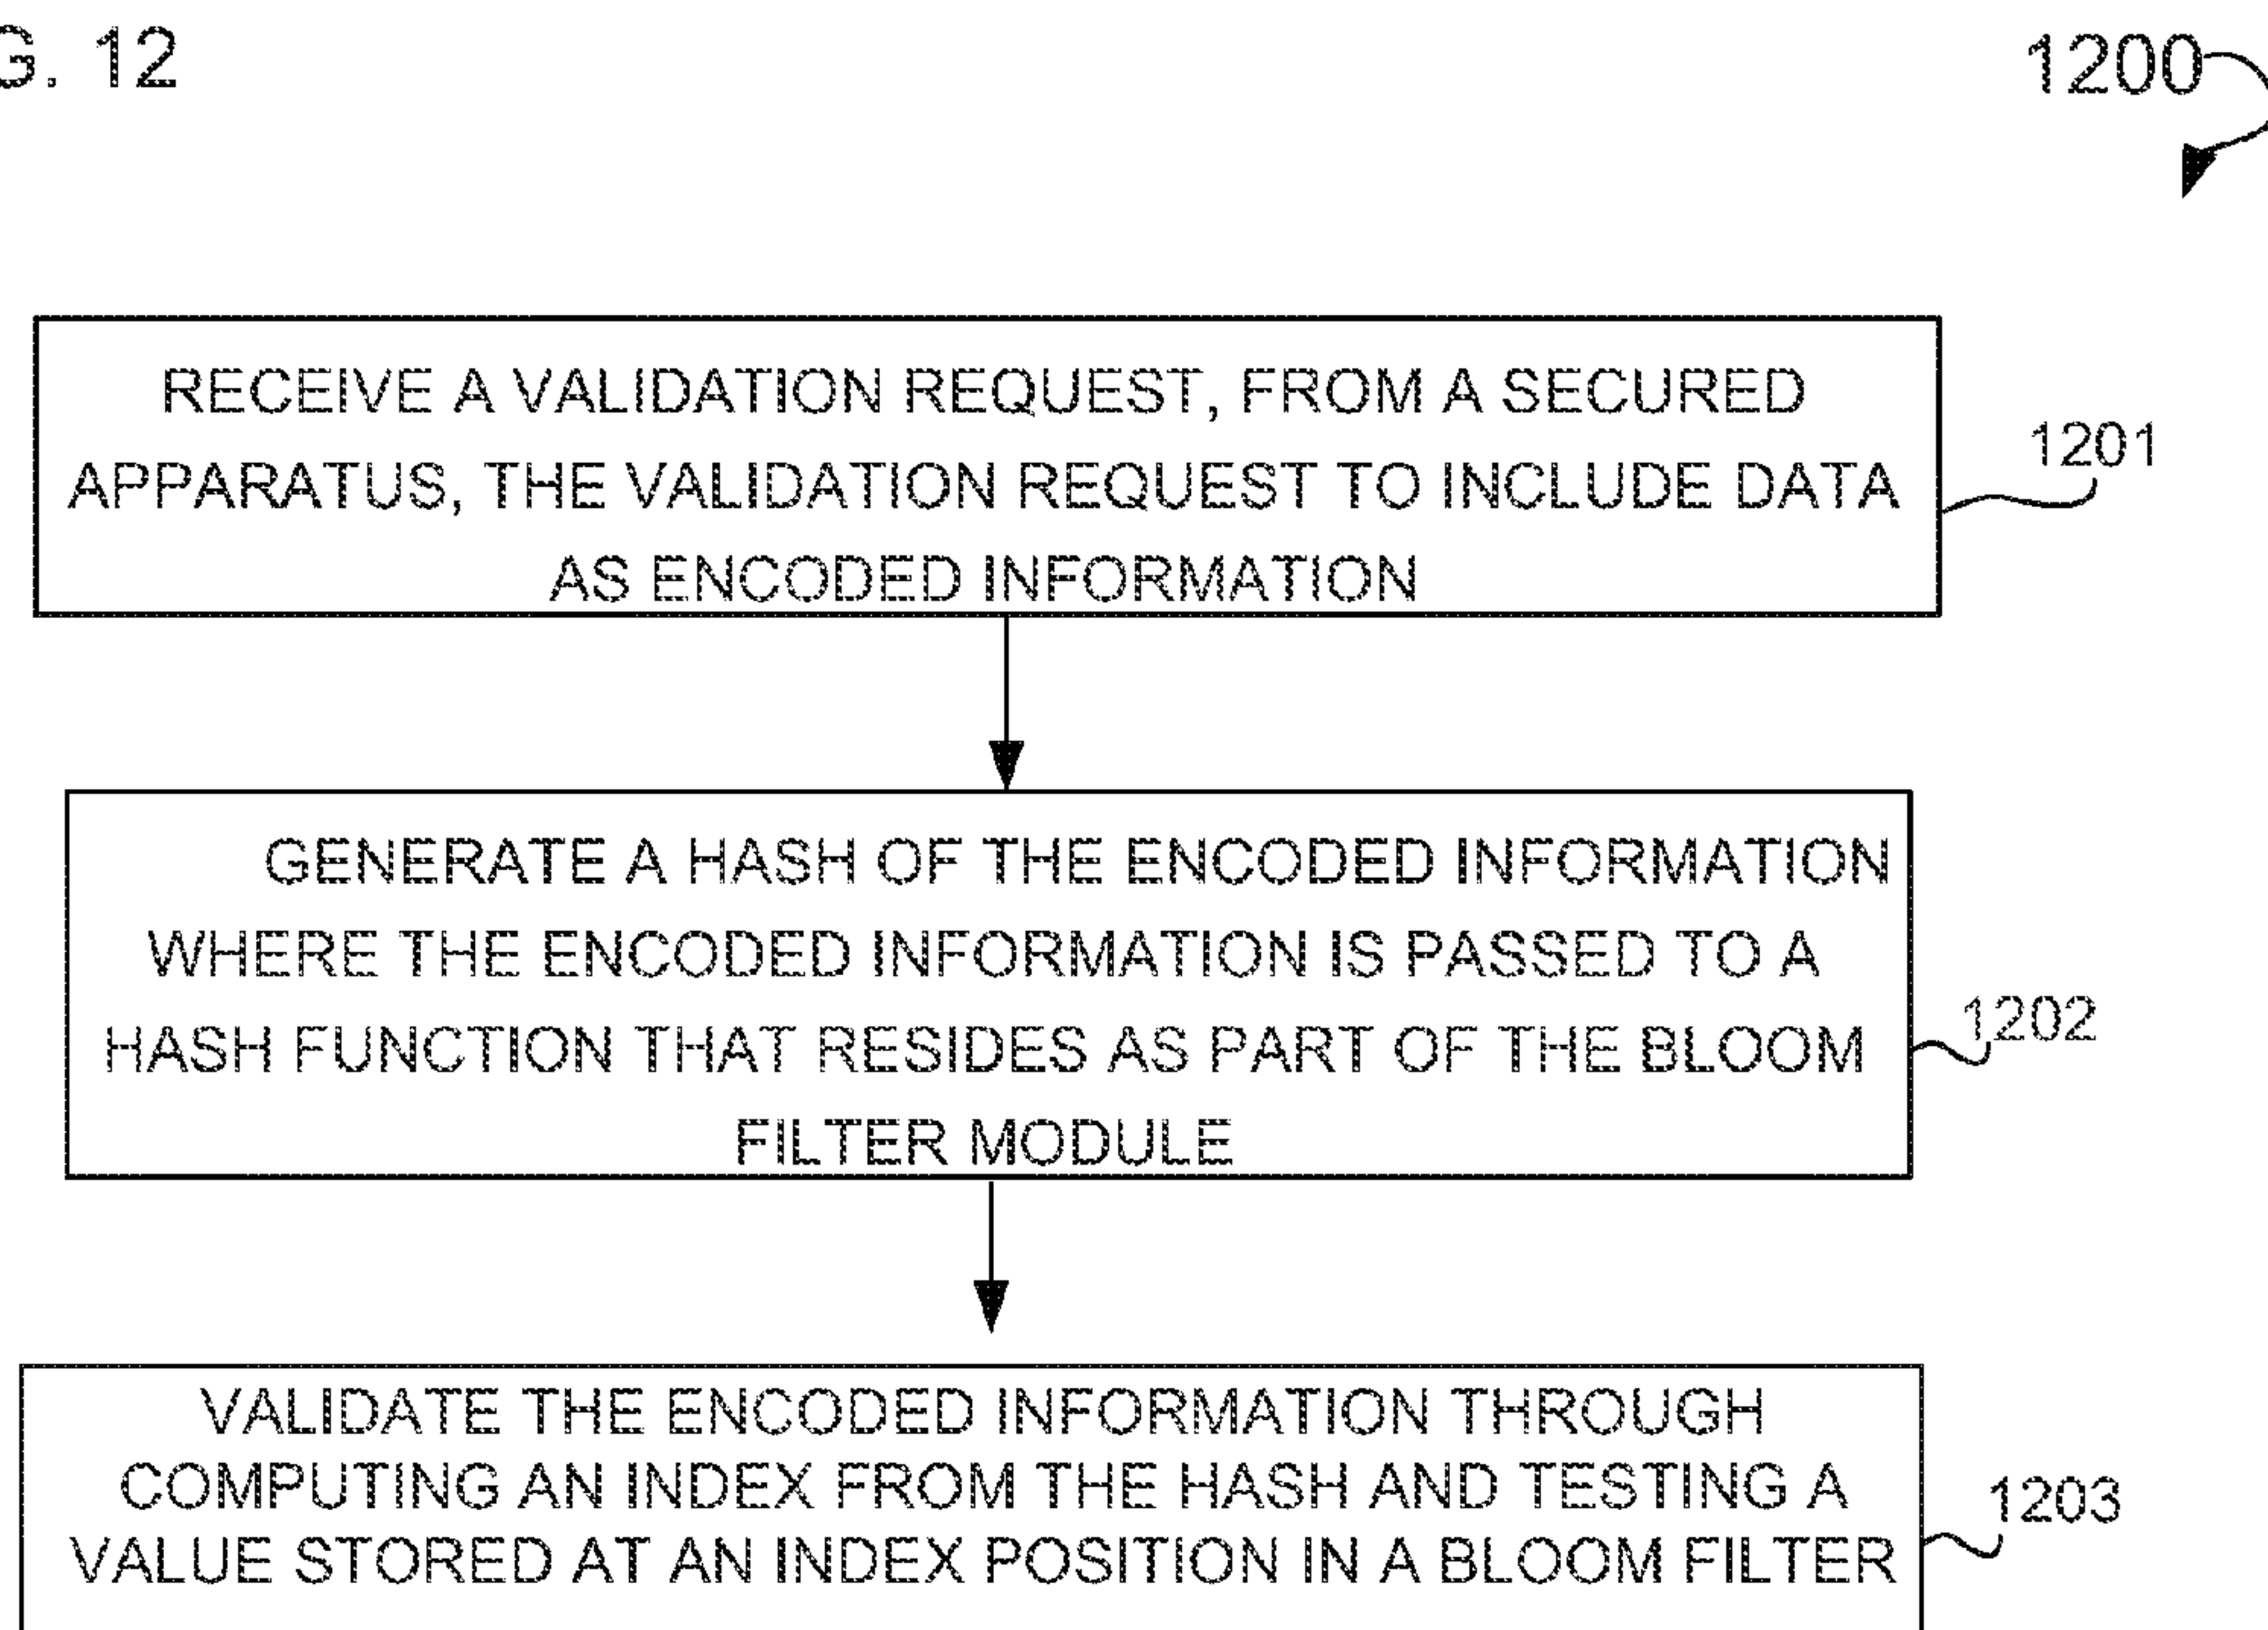 G. 12
1200
RECEIVE A VALIDATION REQUEST, FROM A SECURED
APPARATUS, THE VALIDATION REQUEST TO INCLUDE DATA
AS ENCODED INFORMATION
1201
GENERATE A HASH OF THE ENCODED INFORMATION
WHERE THE ENCODED INFORMATION IS PASSED TO A
HASH FUNCTION THAT RESIDES AS PART OF THE BLOOM
FILTER MODULE
1202
VALIDATE THE ENCODED INFORMATION THROUGH
COMPUTING AN INDEX FROM THE HASH AND TESTING A
VALUE STORED AT AN INDEX POSITION IN A BLOOM FILTER
1203